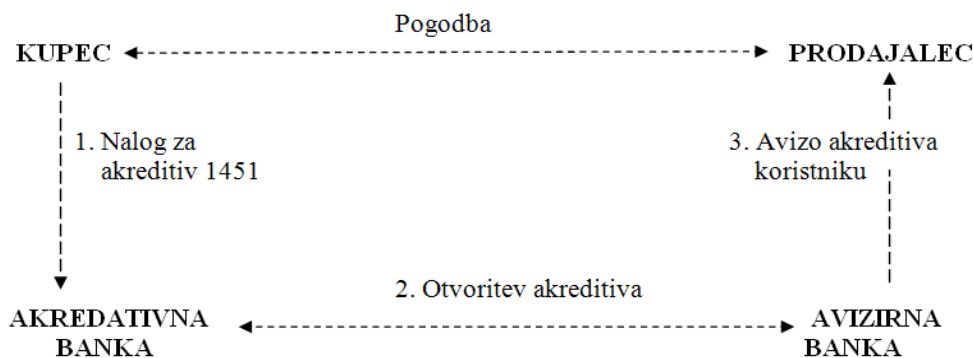 Pogodba
KUPEC
PRODAJALEC
1. Nalog za
akreditiv 1451
3. Avizo akreditiva
koristniku
2. Otvoritev akreditiva
AKREDATIVNA
BANKA
AVIZIRNA
BANKA